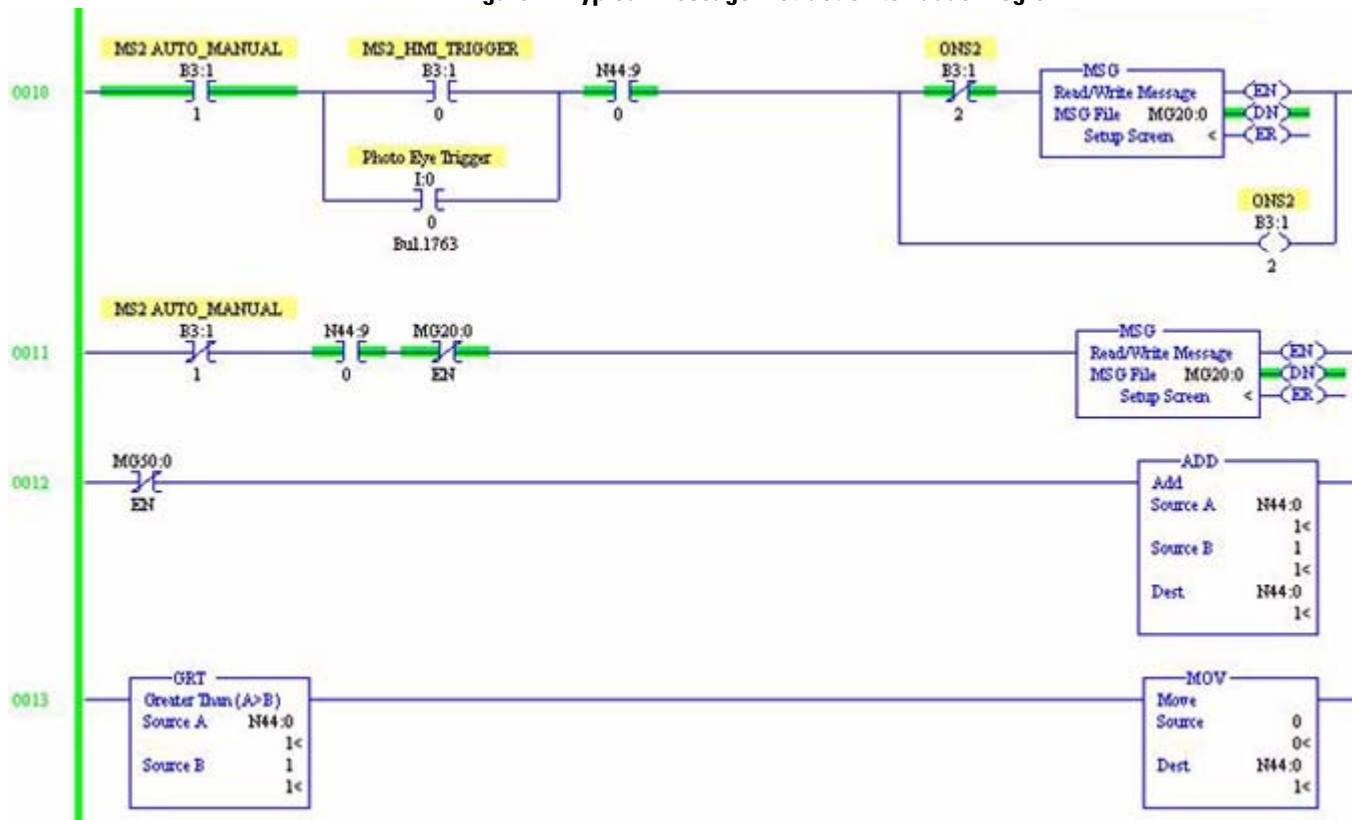 MS2 AUTO_MANUAL MS2_HMI_TRIGGER ONS2
B3:1 B3:1 N44:9 B3:1 MSG
0010 Read/Write Message (EN)
1 0 0 2 MSG File MG20:0 (DN)
Setup Screen < (ER)
Photo Eye Trigger
I:0
0
Bul.1763
ONS2
B3:1
2
MS2 AUTO_MANUAL
B3:1 N44:9 MG20:0 MSG
0011 Read/Write Message (EN)
1 0 EN MSG File MG20:0 (DN)
Setup Screen < (ER)
MG50:0 ADD
0012 Add
EN Source A N44:0
1<
Source B 1
1<
Dest N44:0
1<
GRT MOV
0013 Greater Than (A>B) Move
Source A N44:0 Source 0
1< 0<
Source B 1 Dest N44:0
1< 1<